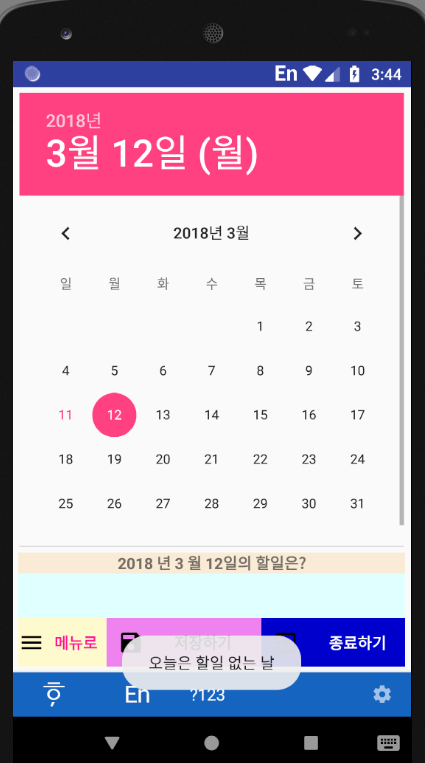 En 3:44
2018년
3월 12일 (월)
2018년 3월
일 월 화 수 목 금 토
1 2 3
4 5 6 7 8 9 10
11 12 13 14 15 16 17
18 19 20 21 22 23 24
25 26 27 28 29 30 31
2018 년 3 월 12일의 할일은?
메뉴로 저장하기 종료하기
오늘은 할일 없는 날
En ?123